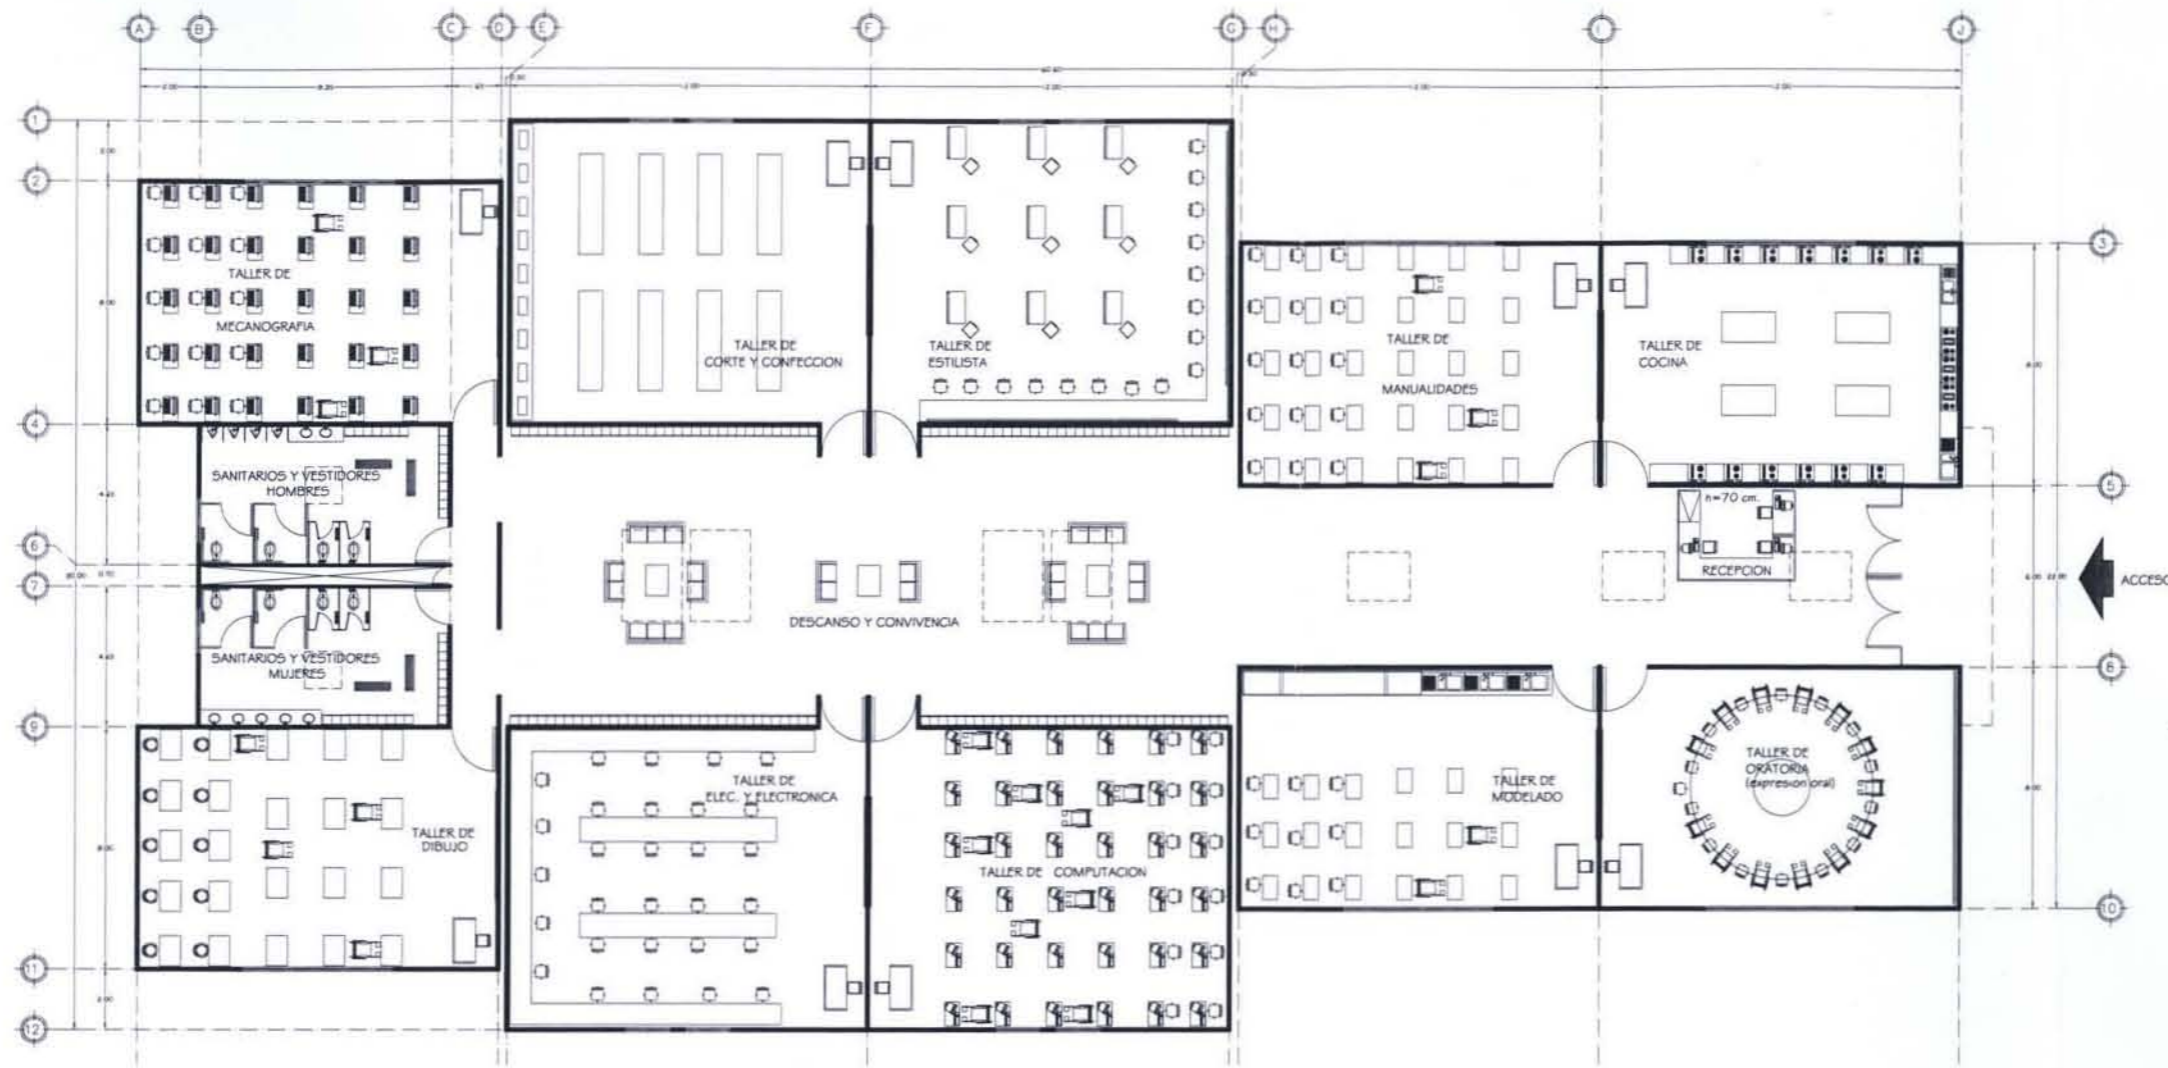 A
B
C
D
E
F
G
H
I
J
1
2
3
4
5
6
7
9
10
11
12
TALLER DE
MECANOGRAFIA
TALLER DE
CORTE Y CONFECCION
TALLER DE
ESTILISTA
TALLER DE
MANUALIDADES
TALLER DE
COCINA
SANITARIOS Y VESTIDORES
HOMBRES
SANITARIOS Y VESTIDORES
MUJERES
DESCANSO Y CONVIVENCIA
n=70 cm.
RECEPCION
ACCESO
TALLER DE
DIBUJO
TALLER DE
ELEC. Y ELECTRONICA
TALLER DE COMPUTACION
TALLER DE
MODELADO
TALLER DE
ORATORIA
(expresion oral)